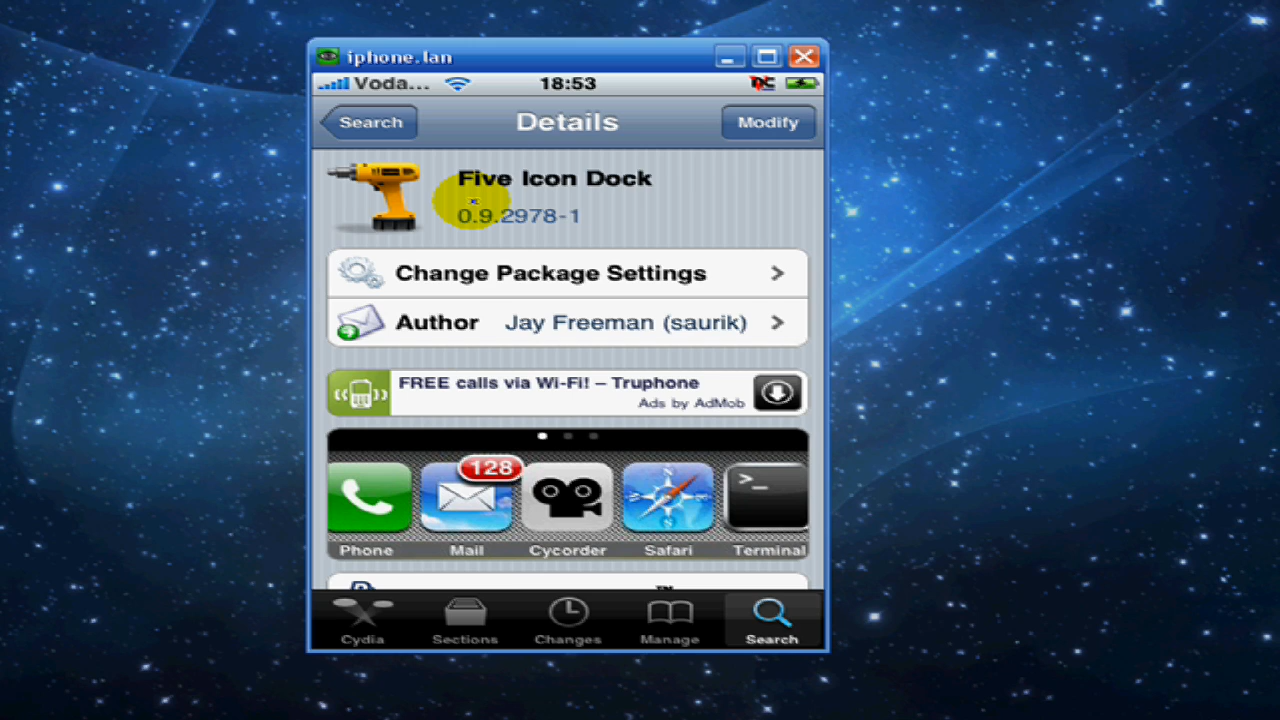 iphone.lan
Voda... 18:53
Search Details Modify
Five Icon Dock
0.9.2978-1
Change Package Settings
Author Jay Freeman (saurik)
FREE calls via Wi-Fi! – Truphone
Ads by AdMob
128
>_
Phone Mail Cycorder Safari Terminal
Cydia Sections Changes Manage Search